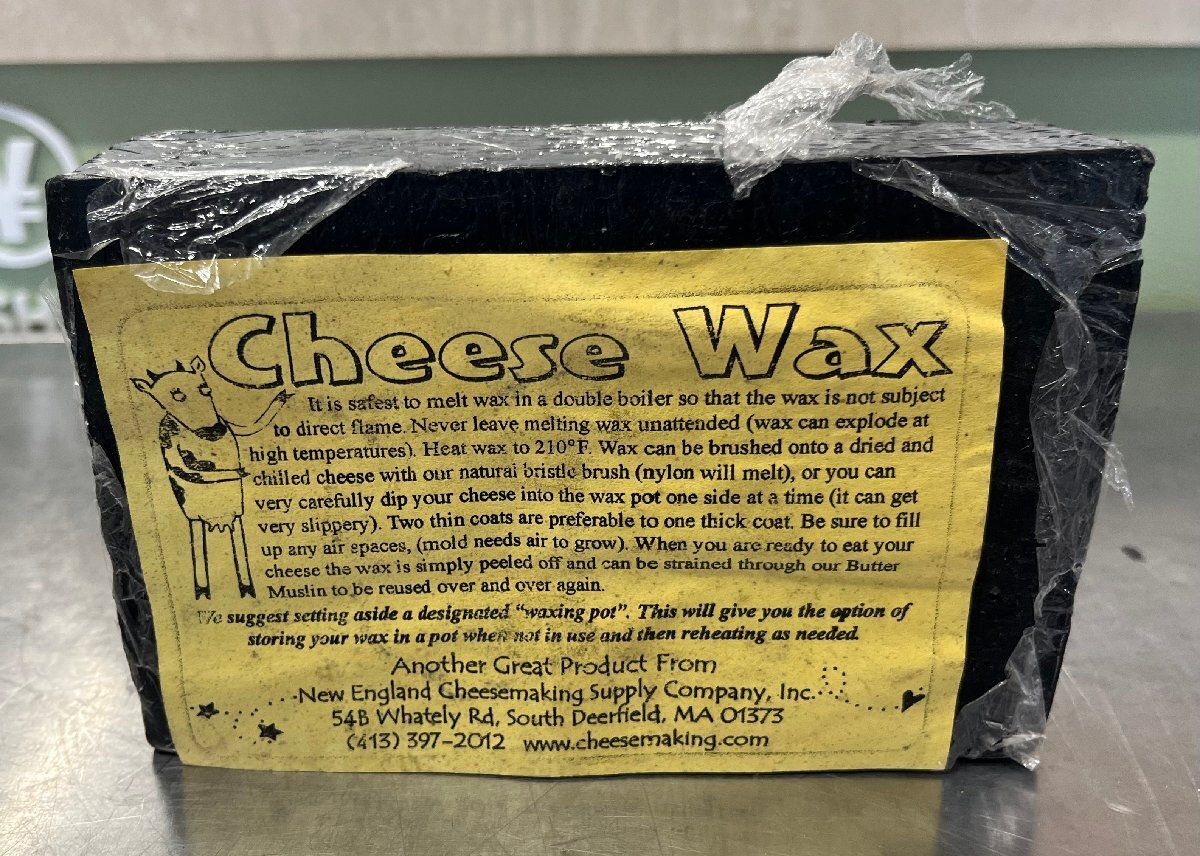 Cheese Wax
It is safest to melt wax in a double boiler so that the wax is not subject
to direct flame. Never leave melting wax unattended (wax can explode at
high temperatures). Heat wax to 210°F. Wax can be brushed onto a dried and
chilled cheese with our natural bristle brush (nylon will melt), or you can
very carefully dip your cheese into the wax pot one side at a time (it can get
very slippery). Two thin coats are preferable to one thick coat. Be sure to fill
up any air spaces, (mold needs air to grow). When you are ready to eat your
cheese the wax is simply peeled off and can be strained through our Butter
Muslin to be reused over and over again.
We suggest setting aside a designated “waxing pot”. This will give you the option of
storing your wax in a pot when not in use and then reheating as needed.
Another Great Product From
New England Cheesemaking Supply Company, Inc.
54B Whately Rd, South Deerfield, MA 01373
(413) 397-2012 www.cheesemaking.com